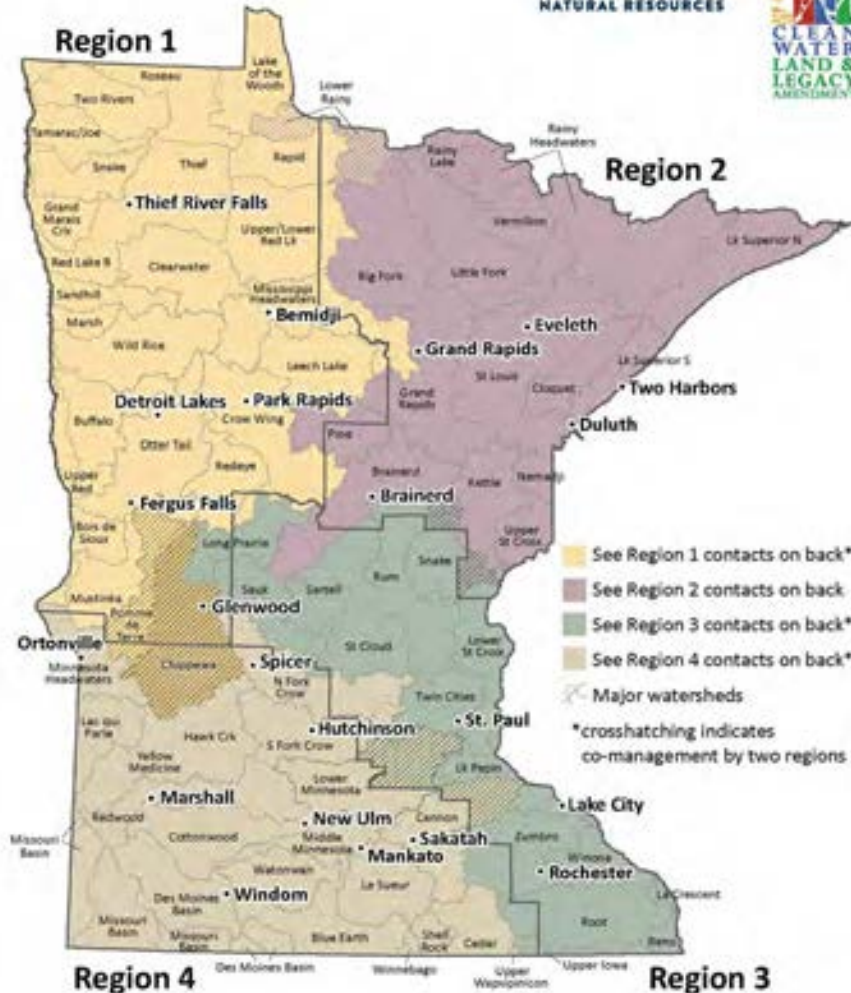 NATURAL RESOURCES
CLEAN
WATER
LAND &
LEGACY
AMENDMENT
Region 1
Roseau
Lake
of the
Woods
Two Rivers
Lower
Rainy
Tamarac/Joe
Rapid
Rainy
Lake
Rainy
Headwaters
Region 2
Snake
Thief
Grand
Marais
Crk
Thief River Falls
Vermilion
Upper/Lower
Red Lk
Lk Superior N
Red Lake R
Clearwater
Big Fork
Little Fork
Sandhill
Mississippi
Headwaters
Bemidji
Marsh
Eveleth
Wild Rice
Grand Rapids
Leech Lake
Lk Superior S
St Louis
Cloquet
Two Harbors
Detroit Lakes
Park Rapids
Grand
Rapids
Buffalo
Crow Wing
Duluth
Pine
Otter Tail
Redeye
Brainerd
Kettle
Nemadji
Upper
Red
Fergus Falls
Brainerd
Bois de
Sioux
Long Prairie
Upper
St Croix
Snake
Rum
Sauk
Sartell
See Region 1 contacts on back*
See Region 2 contacts on back
See Region 3 contacts on back*
See Region 4 contacts on back*
Major watersheds
*crosshatching indicates
co-management by two regions
Mustinka
Pomme
de
Terre
Glenwood
Ortonville
Minnesota
Headwaters
Chippewa
Spicer
St Cloud
Lower
St Croix
N Fork
Crow
Twin Cities
Lac qui
Parle
Hawk Crk
Hutchinson
St. Paul
S Fork Crow
Yellow
Medicine
Lk Pepin
Lower
Minnesota
Marshall
Lake City
Redwood
New Ulm
Cannon
Missouri
Basin
Cottonwood
Middle
Minnesota
Sakatah
Zumbro
Mankato
Winona
Watonwan
Rochester
Le Sueur
Des Moines
Basin
Windom
La Crescent
Root
Missouri
Basin
Missouri
Basin
Blue Earth
Shell
Rock
Cedar
Reno
Region 4
Des Moines Basin
Winnebago
Upper
Wapsipinicon
Upper Iowa
Region 3